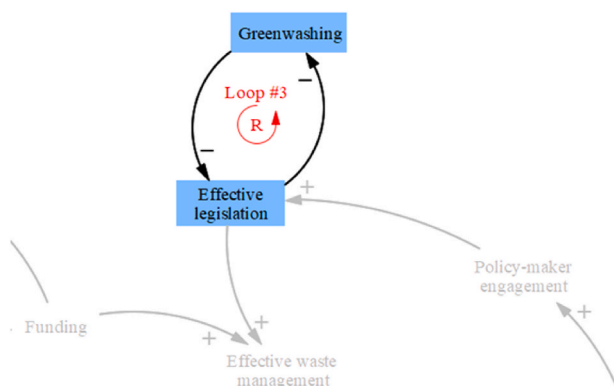 Greenwashing
−
Loop #3
R
−
Effective
legislation
+
Policy-maker
engagement
+
Funding
+
+
Effective waste
management